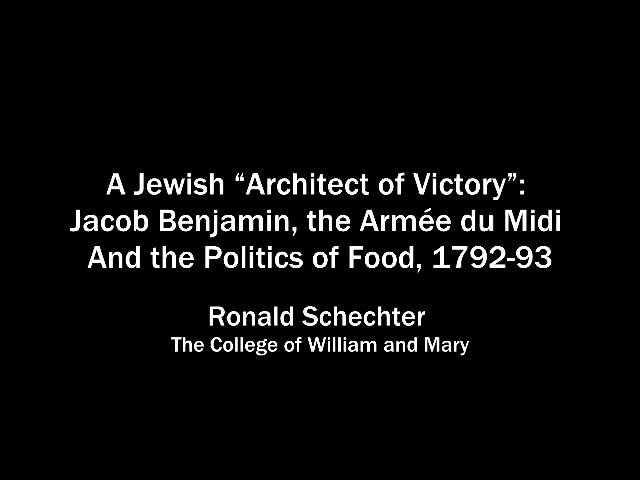 A Jewish “Architect of Victory”:
Jacob Benjamin, the Armée du Midi
And the Politics of Food, 1792-93
Ronald Schechter
The College of William and Mary